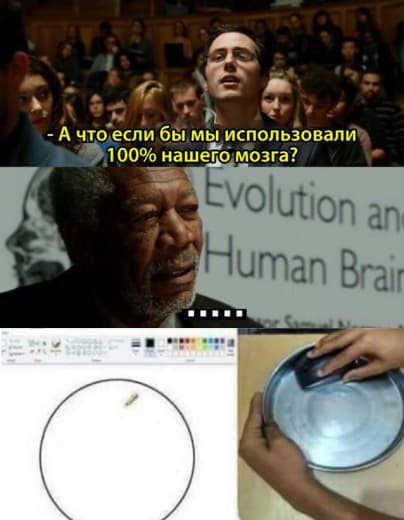 - А что если бы мы использовали
100% нашего мозга?
Evolution an
Human Brai
.....